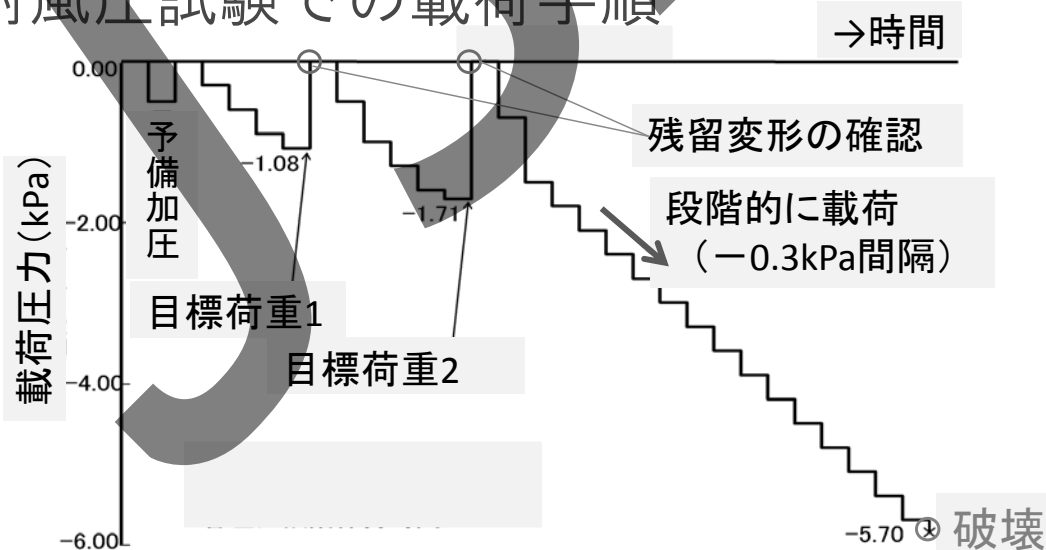 耐風圧試験での載荷手順
→時間
0.00
残留変形の確認
予備加圧
-1.08
段階的に載荷
(－0.3kPa間隔)
-1.71
-2.00
載荷圧力(kPa)
目標荷重1
目標荷重2
-4.00
-5.70
破壊
-6.00